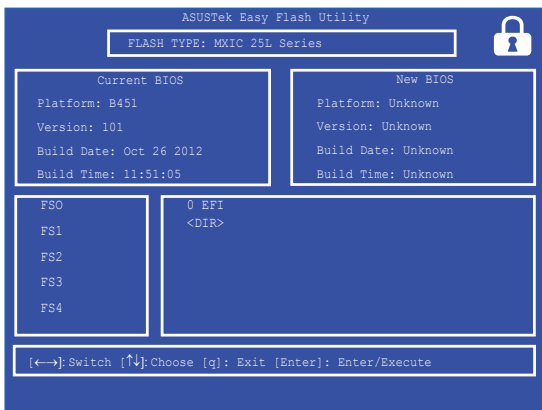 ASUSTek Easy Flash Utility
FLASH TYPE: MXIC 25L Series
Current BIOS
Platform: B451
Version: 101
Build Date: Oct 26 2012
Build Time: 11:51:05
New BIOS
Platform: Unknown
Version: Unknown
Build Date: Unknown
Build Time: Unknown
FSO
FS1
FS2
FS3
FS4
0 EFI
<DIR>
[←→]: Switch [↑↓]: Choose [q]: Exit [Enter]: Enter/Execute